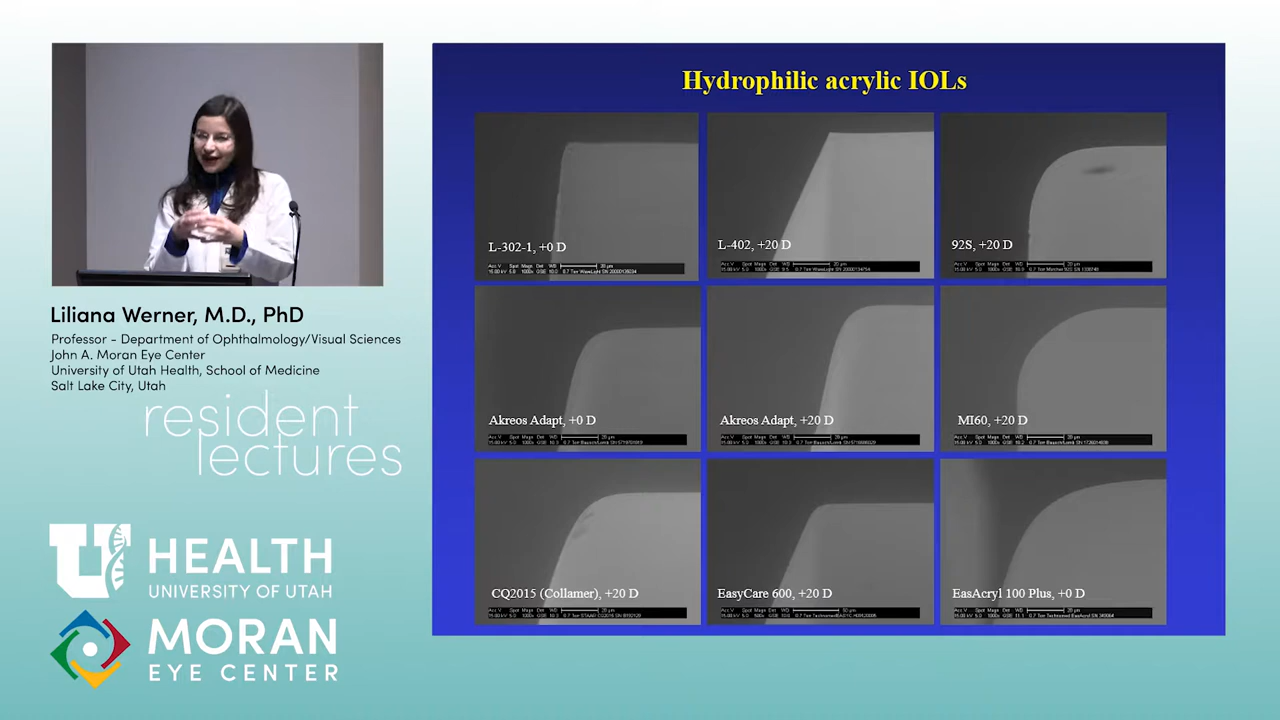 Hydrophilic acrylic IOLs
L-302-1, +0 D
L-402, +20 D
92S, +20 D
Akreos Adapt, +0 D
Akreos Adapt, +20 D
MI60, +20 D
CQ2015 (Collamer), +20 D
EasyCare 600, +20 D
EasAcryl 100 Plus, +0 D
Liliana Werner, M.D., PhD
Professor - Department of Ophthalmology/Visual Sciences
John A. Moran Eye Center
University of Utah Health, School of Medicine
Salt Lake City, Utah
resident
lectures
U HEALTH
UNIVERSITY OF UTAH
MORAN
EYE CENTER